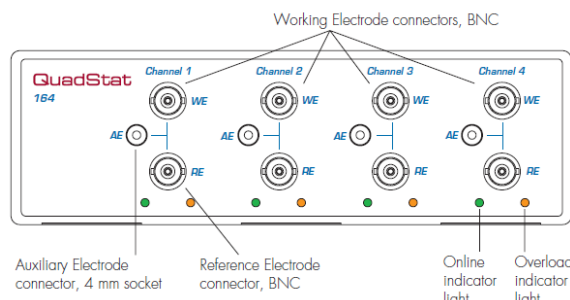 Working Electrode connectors, BNC
QuadStat
164
Channel 1
Channel 2
Channel 3
Channel 4
WE
WE
WE
WE
AE
AE
AE
AE
RE
RE
RE
RE
Auxiliary Electrode
connector, 4 mm socket
Reference Electrode
connector, BNC
Online
indicator
light
Overload
indicator
light